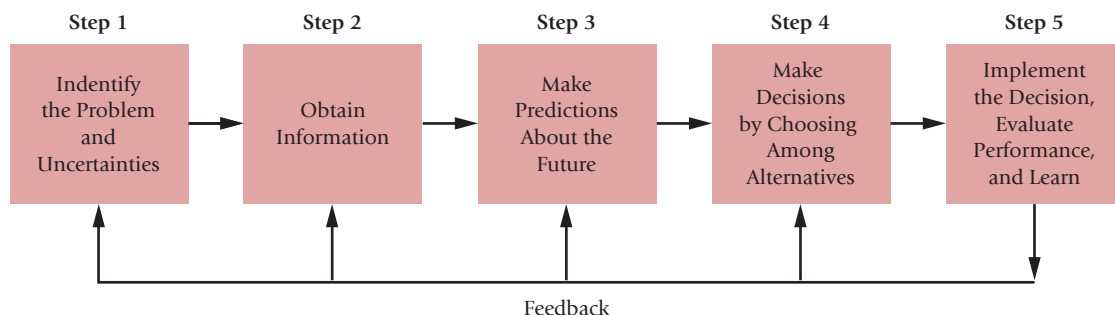 Step 1
Indentify
the Problem
and
Uncertainties
Step 2
Obtain
Information
Step 3
Make
Predictions
About the
Future
Step 4
Make
Decisions
by Choosing
Among
Alternatives
Step 5
Implement
the Decision,
Evaluate
Performance,
and Learn
Feedback